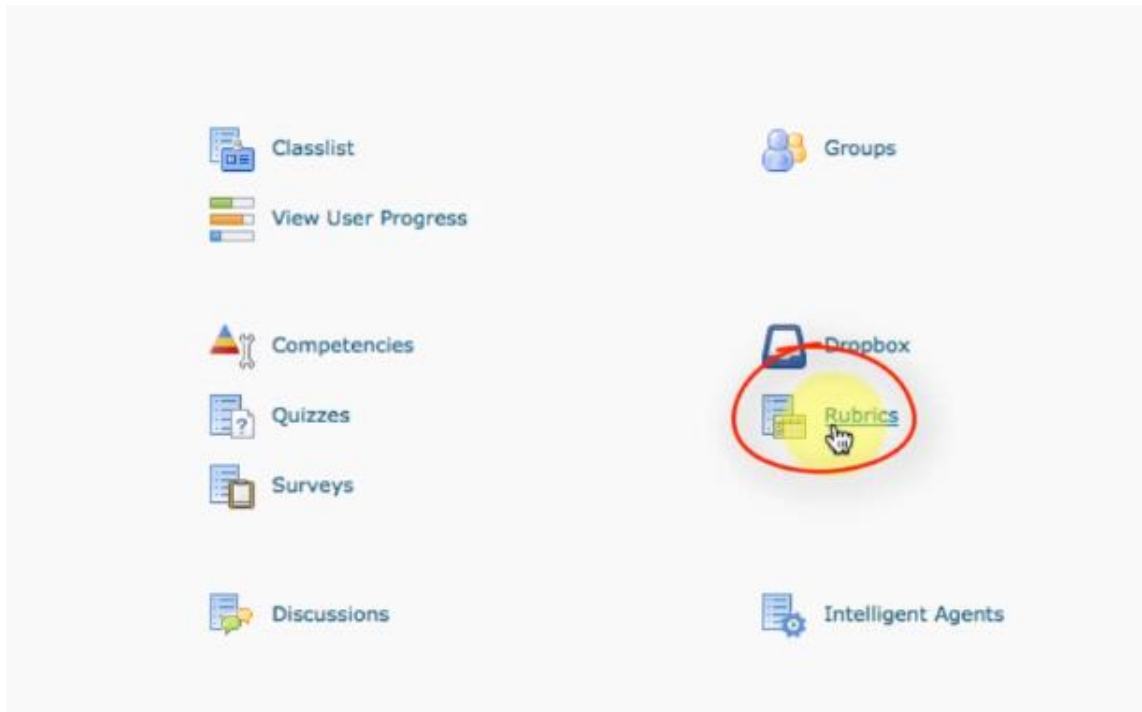 Classlist
Groups
View User Progress
Competencies
Dropbox
Quizzes
?
Rubrics
Surveys
Discussions
Intelligent Agents